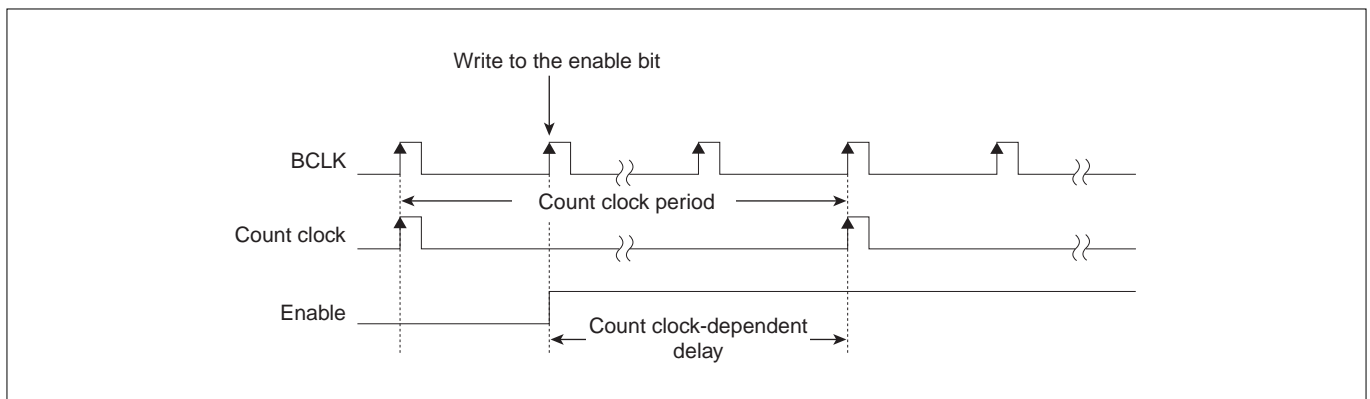 Write to the enable bit
BCLK
Count clock period
Count clock
Enable
Count clock-dependent
delay